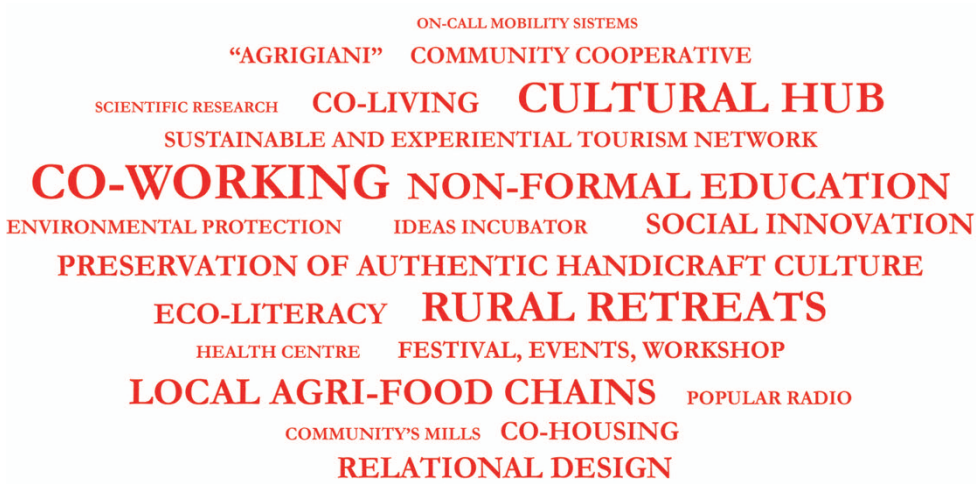 ON-CALL MOBILITY SISTEMS
“AGRIGIANI” COMMUNITY COOPERATIVE
SCIENTIFIC RESEARCH CO-LIVING CULTURAL HUB
SUSTAINABLE AND EXPERIENTIAL TOURISM NETWORK
CO-WORKING NON-FORMAL EDUCATION
ENVIRONMENTAL PROTECTION IDEAS INCUBATOR SOCIAL INNOVATION
PRESERVATION OF AUTHENTIC HANDICRAFT CULTURE
ECO-LITERACY RURAL RETREATS
HEALTH CENTRE FESTIVAL, EVENTS, WORKSHOP
LOCAL AGRI-FOOD CHAINS POPULAR RADIO
COMMUNITY’S MILLS CO-HOUSING
RELATIONAL DESIGN